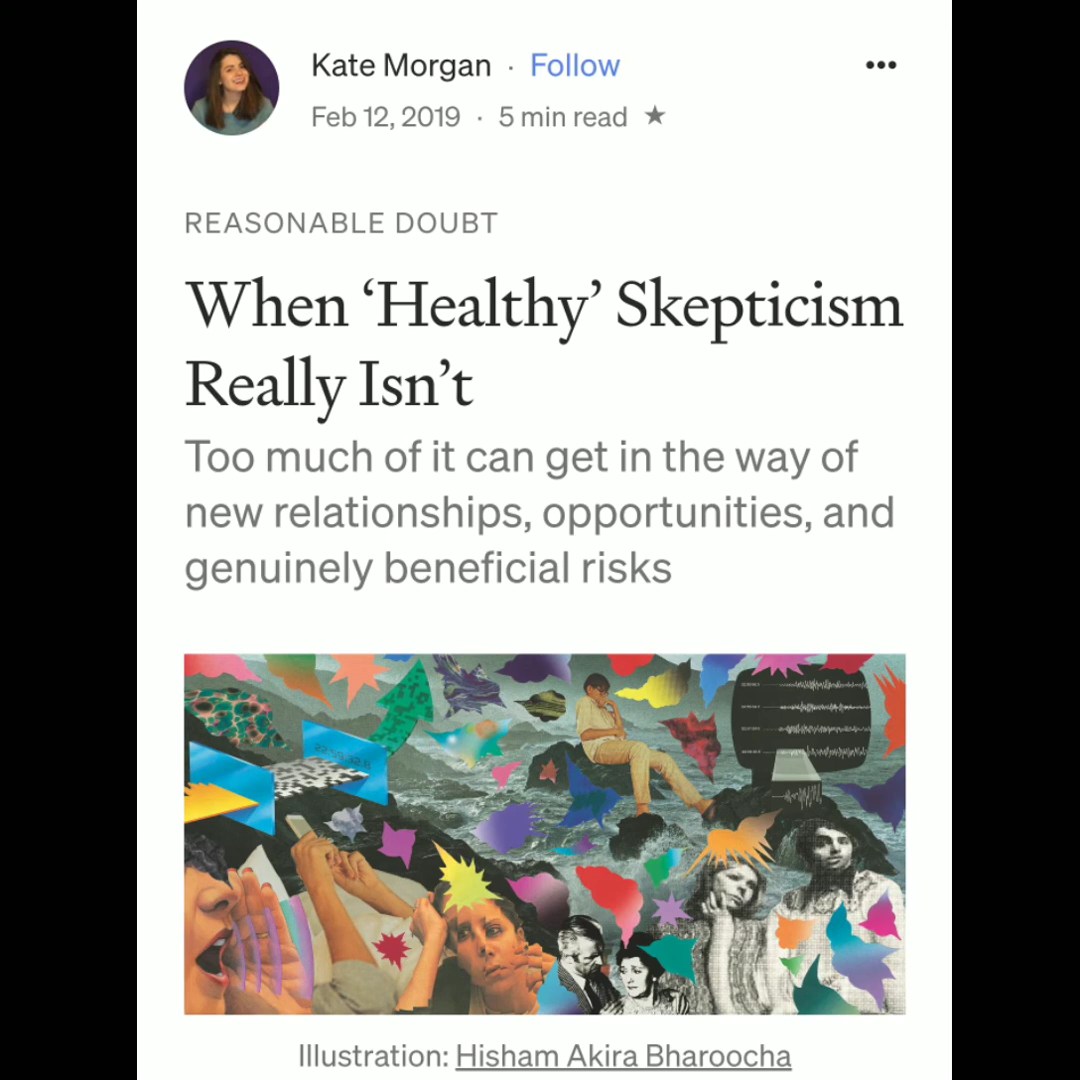 Kate Morgan · Follow
Feb 12, 2019 · 5 min read ★
REASONABLE DOUBT
When ‘Healthy’ Skepticism
Really Isn’t
Too much of it can get in the way of
new relationships, opportunities, and
genuinely beneficial risks
Illustration: Hisham Akira Bharoocha